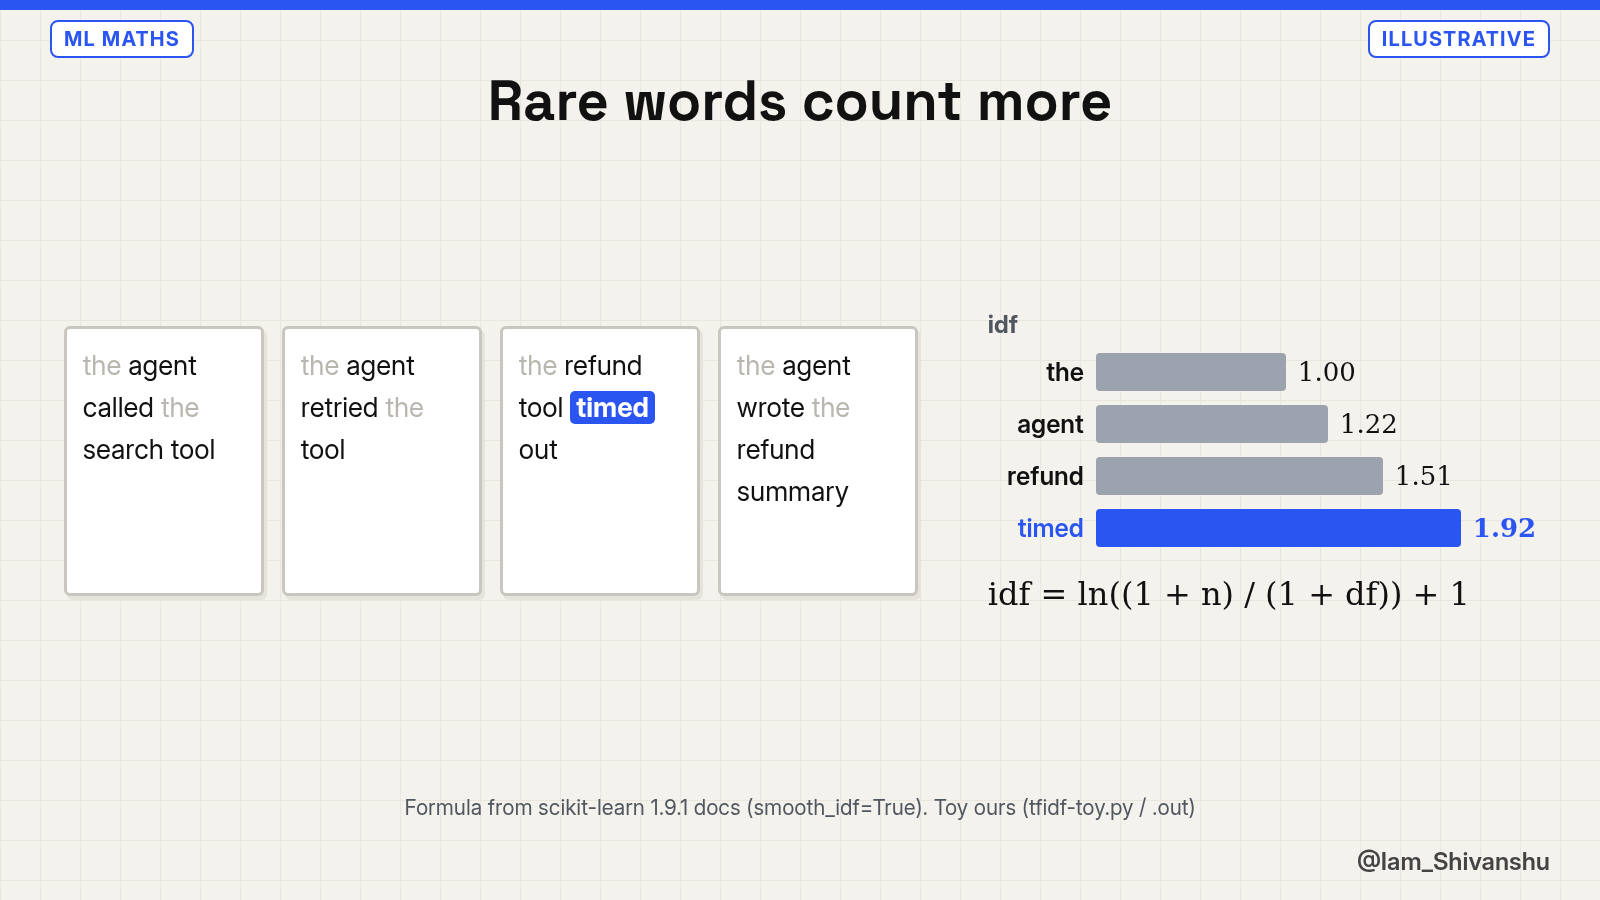 ML MATHS
ILLUSTRATIVE
Rare words count more
the agent
called the
search tool
the agent
retried the
tool
the refund
tool timed
out
the agent
wrote the
refund
summary
idf
the 1.00
agent 1.22
refund 1.51
timed 1.92
idf = ln((1 + n) / (1 + df)) + 1
Formula from scikit-learn 1.9.1 docs (smooth_idf=True). Toy ours (tfidf-toy.py / .out)
@Iam_Shivanshu